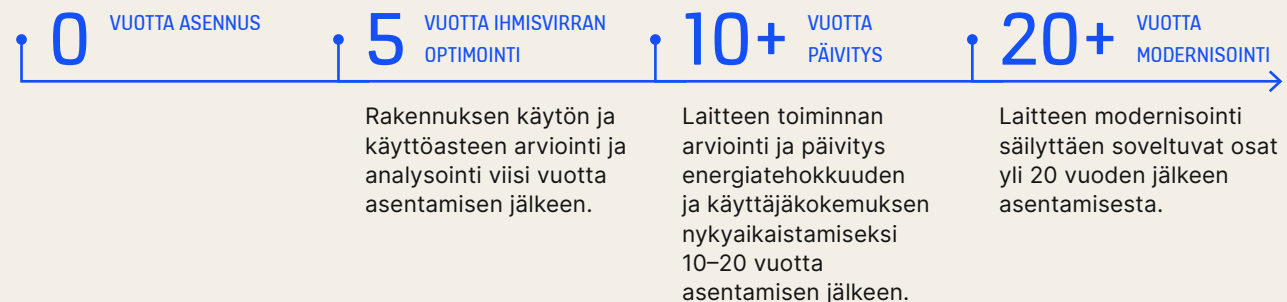 0 VUOTTA ASENNUS
5 VUOTTA IHMISVIRRAN
OPTIMOINTI
Rakennuksen käytön ja
käyttöasteen arviointi ja
analysointi viisi vuotta
asentamisen jälkeen.
10+ VUOTTA
PÄIVITYS
Laitteen toiminnan
arviointi ja päivitys
energiatehokkuuden
ja käyttäjäkokemuksen
nykyaikaistamiseksi
10–20 vuotta
asentamisen jälkeen.
20+ VUOTTA
MODERNISOINTI
Laitteen modernisointi
säilyttäen soveltuvat osat
yli 20 vuoden jälkeen
asentamisesta.